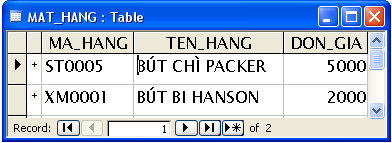 MAT_HANG : Table
MA_HANG TEN_HANG DON_GIA
ST0005 BÚT CHÌ PACKER 5000
XM0001 BÚT BI HANSON 2000
Record: 1 of 2